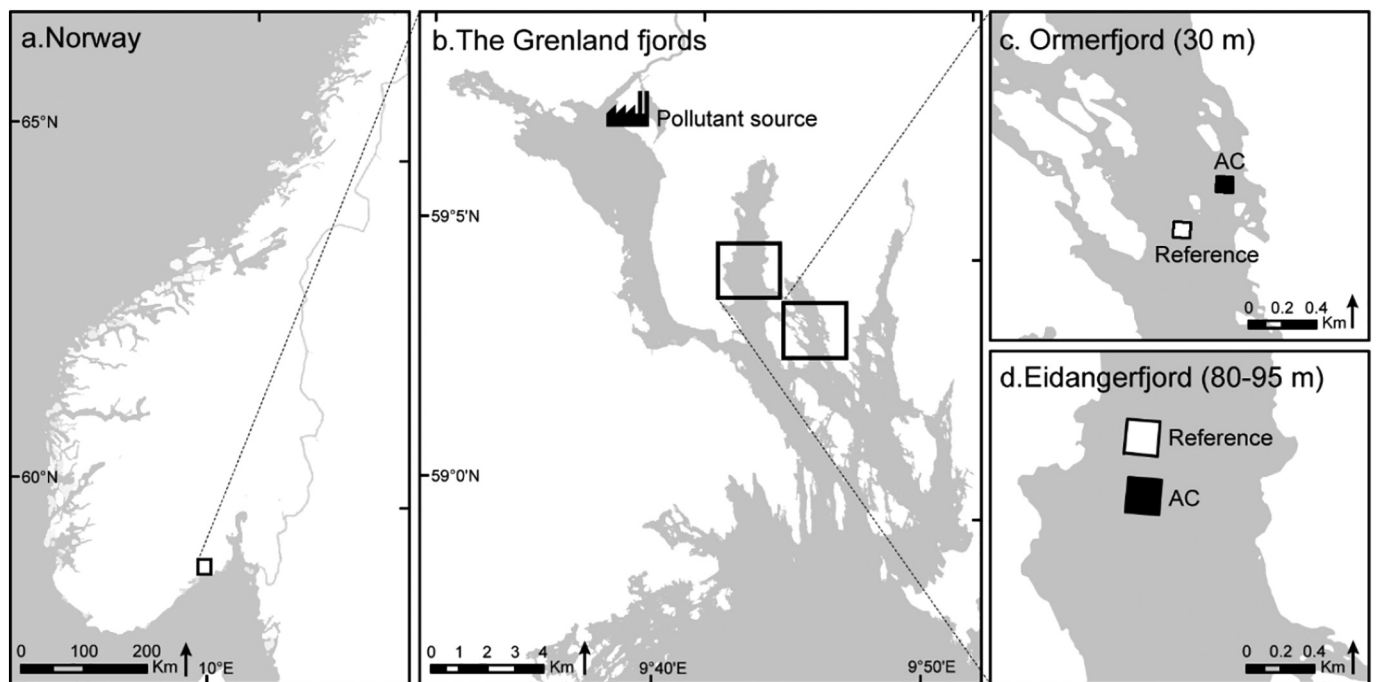 a.Norway
65°N
60°N
0 100 200
Km
10°E
b.The Grenland fjords
Pollutant source
59°5'N
59°0'N
0 1 2 3 4
Km
9°40'E
9°50'E
c. Ormerfjord (30 m)
AC
Reference
0 0.2 0.4
Km
d.Eidangerfjord (80-95 m)
Reference
AC
0 0.2 0.4
Km